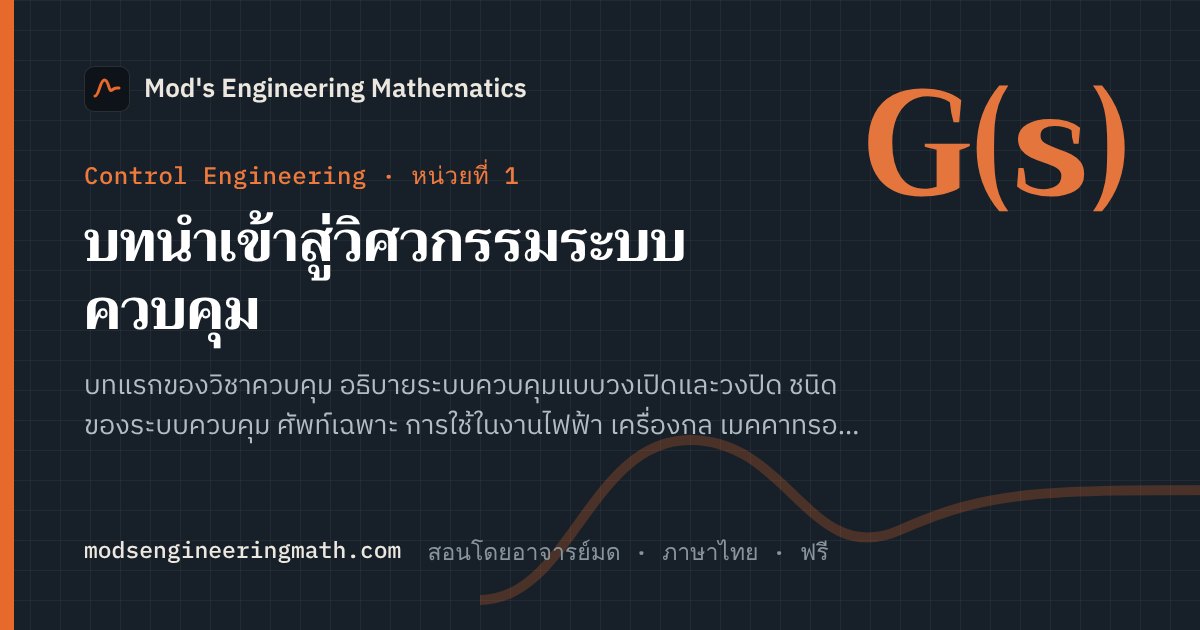 Mod's Engineering Mathematics
G(s)
Control Engineering · หน่วยที่ 1
บทนำเข้าสู่วิศวกรรมระบบ
ควบคุม
บทแรกของวิชาควบคุม อธิบายระบบควบคุมแบบวงเปิดและวงปิด ชนิด
ของระบบควบคุม ศัพท์เฉพาะ การใช้ในงานไฟฟ้า เครื่องกล เมคคาทรอ...
modsengineeringmath.com สอนโดยอาจารย์มด · ภาษาไทย · ฟรี